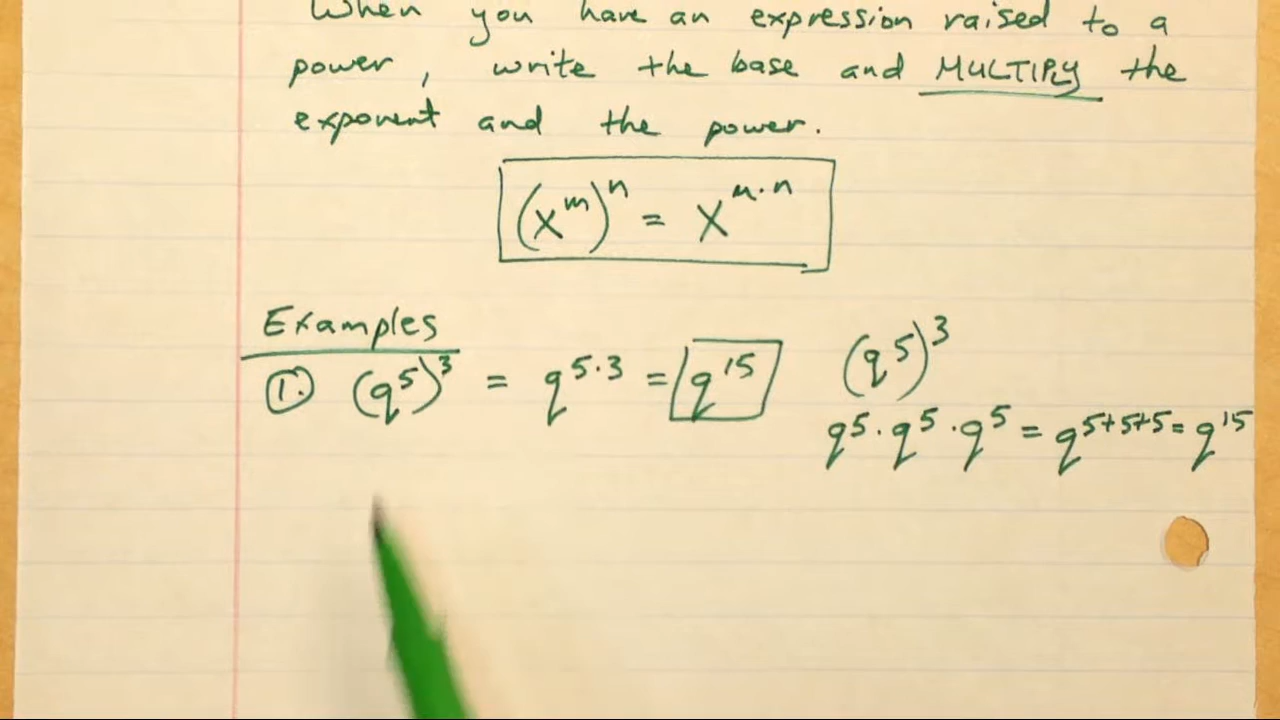 When you have an expression raised to a
power, write the base and MULTIPLY the
exponent and the power.
(x^m)^n = x^{m·n}
Examples
1. (q^5)^3 = q^{5·3} = q^{15}
(q^5)^3
q^5 · q^5 · q^5 = q^{5+5+5} = q^{15}